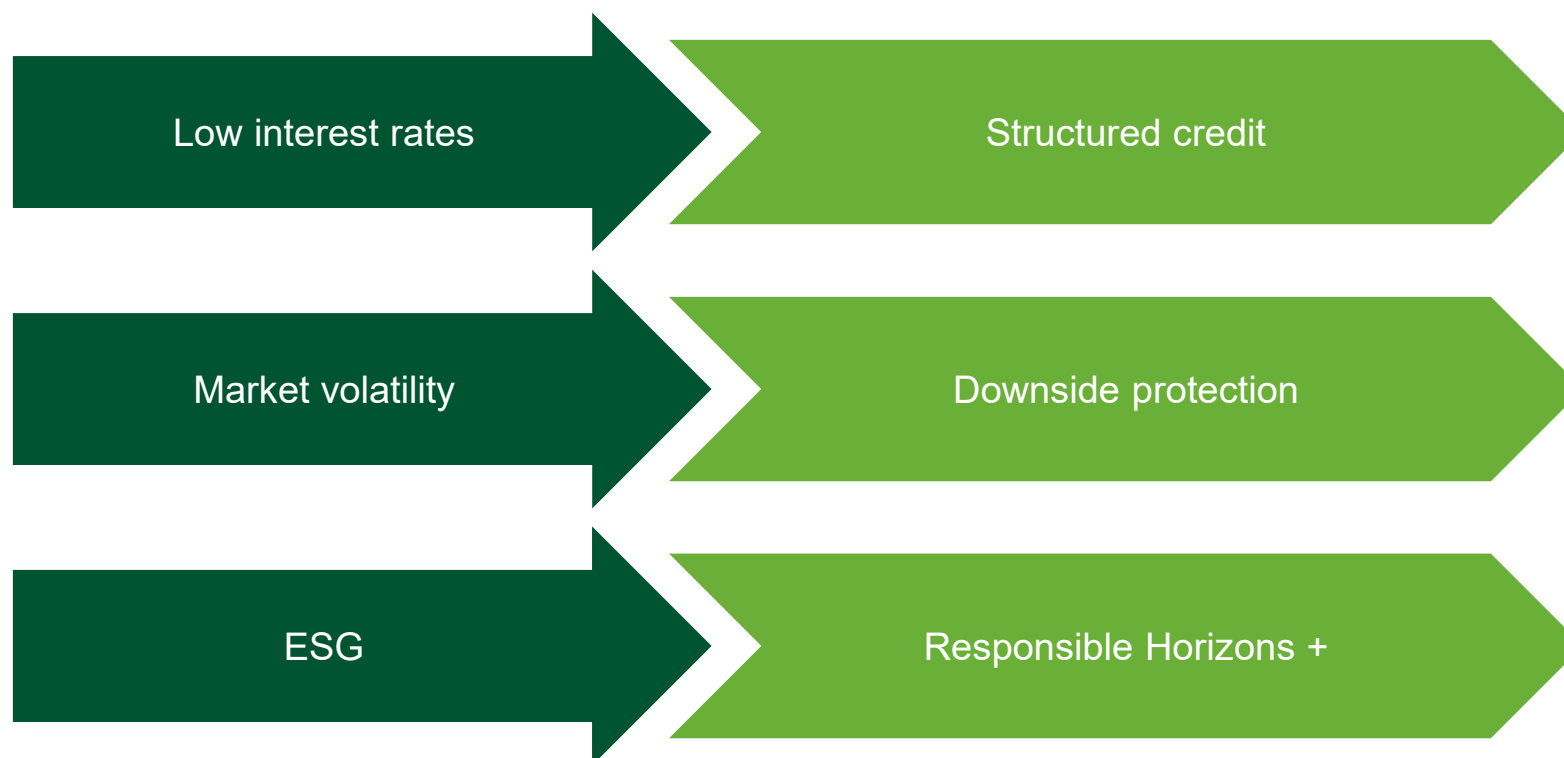 Low interest rates
Structured credit
Market volatility
Downside protection
ESG
Responsible Horizons +